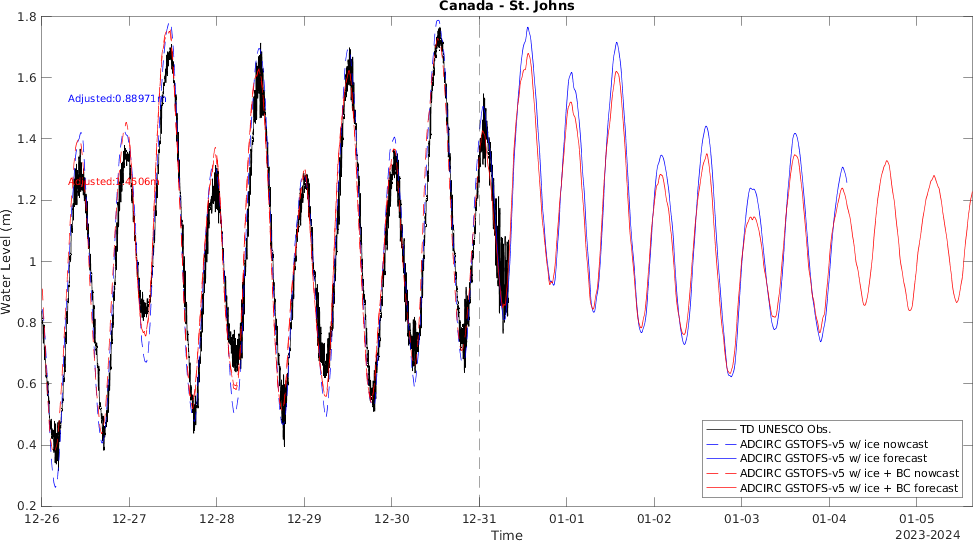 Canada - St. Johns
1.8
1.6
1.4
1.2
1
0.8
0.6
0.4
0.2
Water Level (m)
Adjusted:0.88971m
TD UNESCO Obs.
ADCIRC GSTOFS-v5 w/ ice nowcast
ADCIRC GSTOFS-v5 w/ ice forecast
ADCIRC GSTOFS-v5 w/ ice + BC nowcast
ADCIRC GSTOFS-v5 w/ ice + BC forecast
12-26 12-27 12-28 12-29 12-30 12-31 01-01 01-02 01-03 01-04 01-05
Time
2023-2024